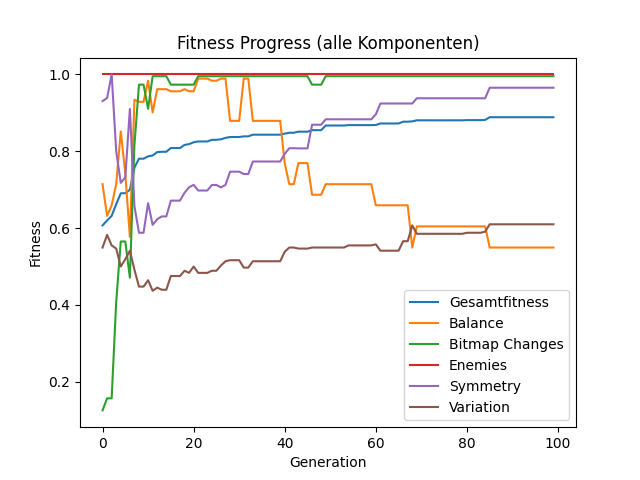 Fitness Progress (alle Komponenten)
1.0
0.8
0.6
0.4
0.2
Fitness
0 20 40 60 80 100
Generation
Gesamtfitness
Balance
Bitmap Changes
Enemies
Symmetry
Variation